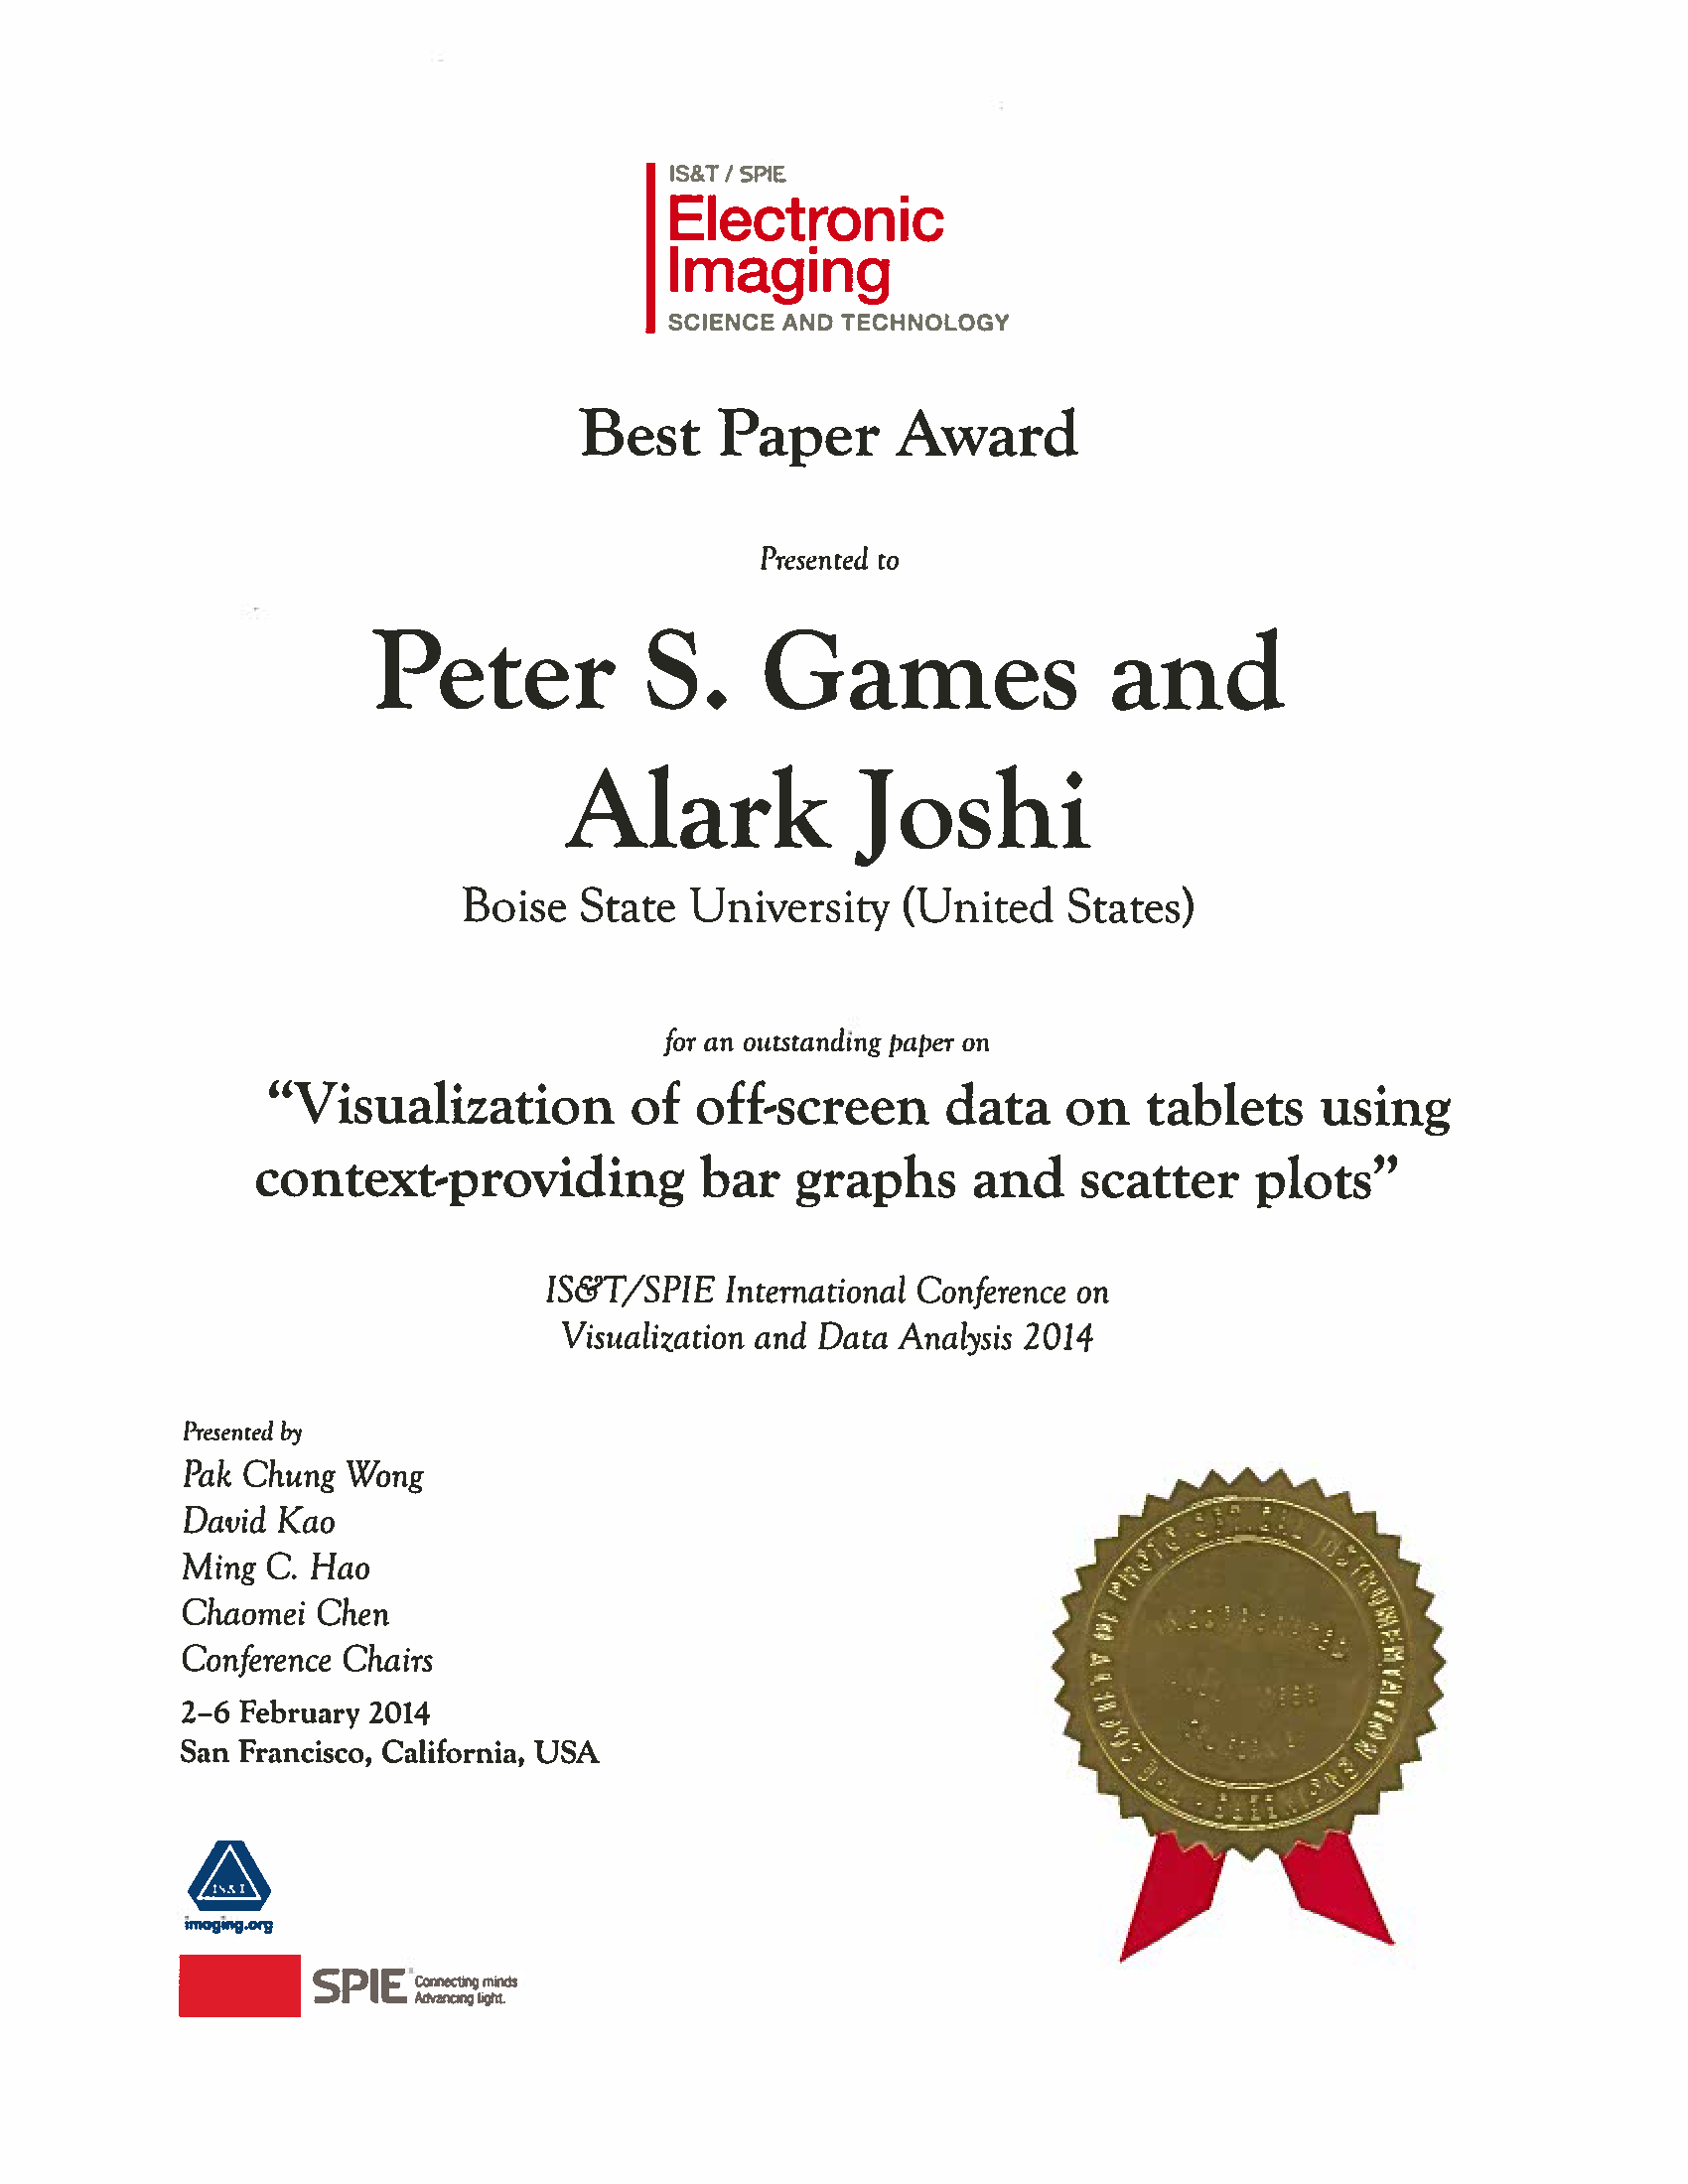 IS&T / SPIE
Electronic
Imaging
SCIENCE AND TECHNOLOGY
Best Paper Award
Presented to
Peter S. Games and
Alark Joshi
Boise State University (United States)
for an outstanding paper on
“Visualization of off-screen data on tablets using
context-providing bar graphs and scatter plots”
IS&T/SPIE International Conference on
Visualization and Data Analysis 2014
Presented by
Pak Chung Wong
David Kao
Ming C. Hao
Chaomei Chen
Conference Chairs
2–6 February 2014
San Francisco, California, USA
IS&T
imaging.org
SPIE Connecting minds
Advancing light.